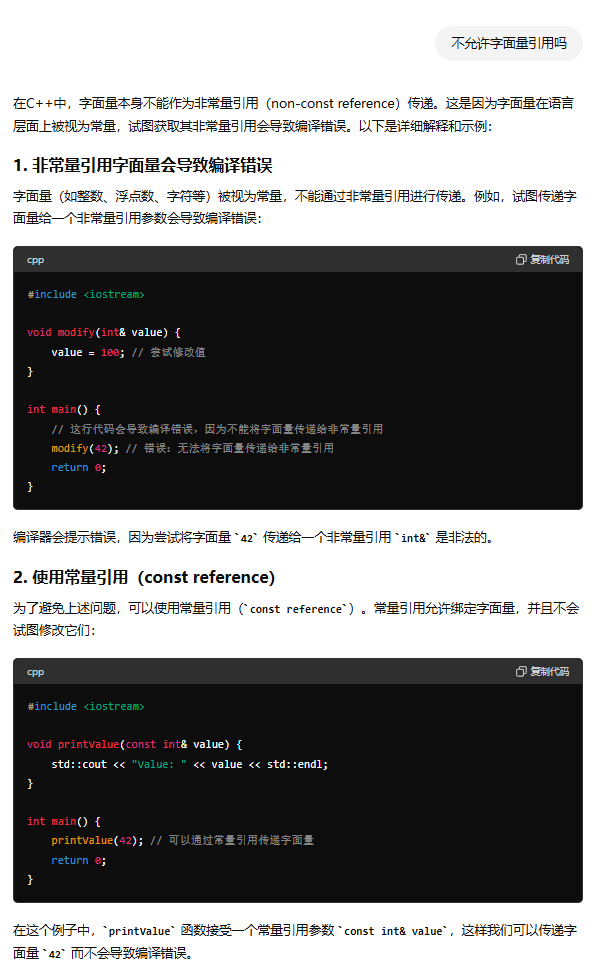 不允许字面量引用吗
在C++中，字面量本身不能作为非常量引用（non-const reference）传递。这是因为字面量在语言
层面上被视为常量，试图获取其非常量引用会导致编译错误。以下是详细解释和示例：
1. 非常量引用字面量会导致编译错误
字面量（如整数、浮点数、字符等）被视为常量，不能通过非常量引用进行传递。例如，试图传递字
面量给一个非常量引用参数会导致编译错误：
cpp 复制代码
#include <iostream>
void modify(int& value) {
    value = 100; // 尝试修改值
}
int main() {
    // 这行代码会导致编译错误，因为不能将字面量传递给非常量引用
    modify(42); // 错误：无法将字面量传递给非常量引用
    return 0;
}
编译器会提示错误，因为尝试将字面量 `42` 传递给一个非常量引用 `int&` 是非法的。
2. 使用常量引用（const reference）
为了避免上述问题，可以使用常量引用（`const reference`）。常量引用允许绑定字面量，并且不会
试图修改它们：
cpp 复制代码
#include <iostream>
void printValue(const int& value) {
    std::cout << "Value: " << value << std::endl;
}
int main() {
    printValue(42); // 可以通过常量引用传递字面量
    return 0;
}
在这个例子中，`printValue` 函数接受一个常量引用参数 `const int& value`，这样我们可以传递字
面量 `42` 而不会导致编译错误。